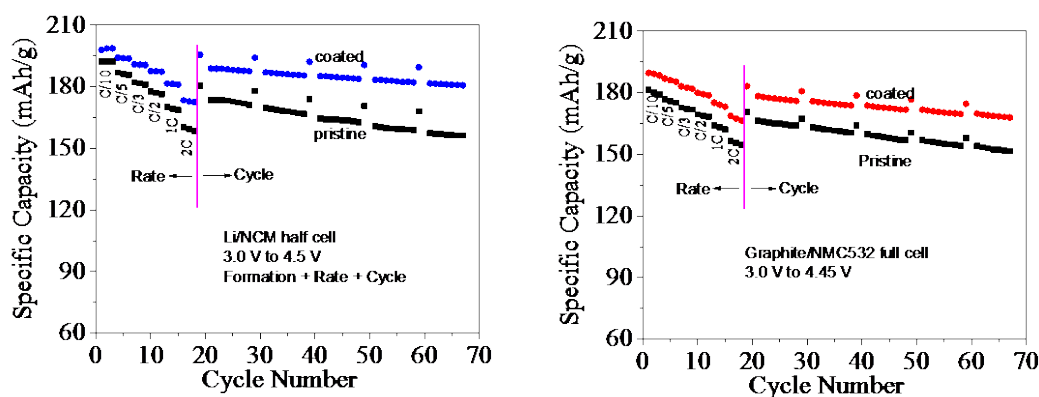 210
180
150
120
90
60
Specific Capacity (mAh/g)
coated
pristine
C/10
C/5
C/3
C/2
1C
2C
Rate
Cycle
Li/NCM half cell
3.0 V to 4.5 V
Formation + Rate + Cycle
0 10 20 30 40 50 60 70
Cycle Number
210
180
150
120
90
60
Specific Capacity (mAh/g)
coated
Pristine
C/10
C/5
C/3
C/2
1C
2C
Rate
Cycle
Graphite/NMC532 full cell
3.0 V to 4.45 V
0 10 20 30 40 50 60 70
Cycle Number